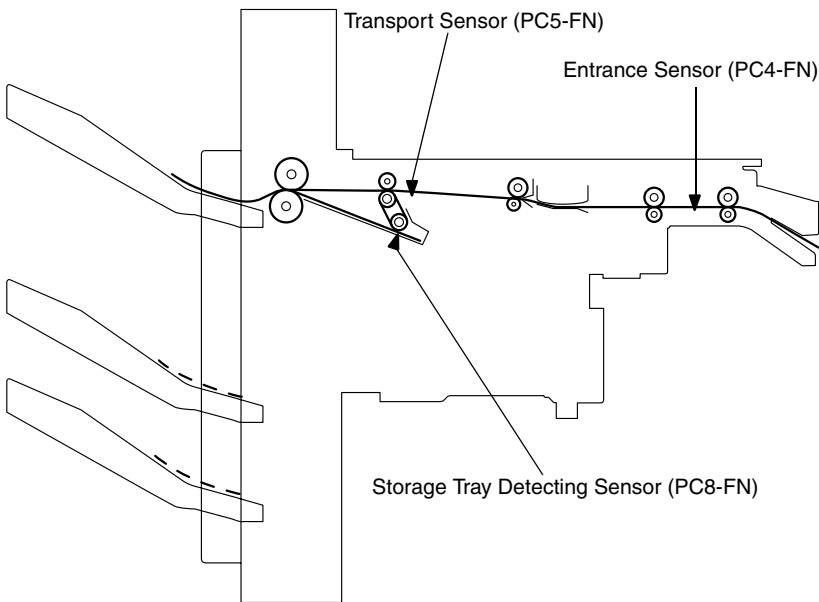 Transport Sensor (PC5-FN)
Entrance Sensor (PC4-FN)
Storage Tray Detecting Sensor (PC8-FN)